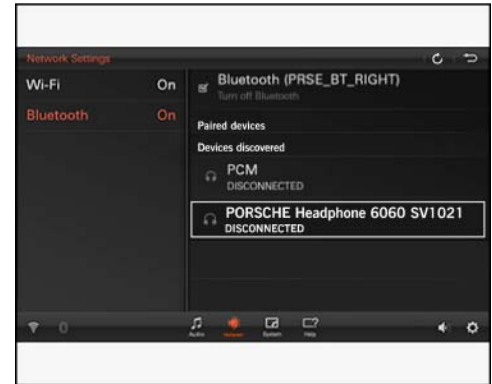 Network Settings
Wi-Fi On
Bluetooth On
Bluetooth (PRSE_BT_RIGHT)
Turn off Bluetooth
Paired devices
Devices discovered
PCM
DISCONNECTED
PORSCHE Headphone 6060 SV1021
DISCONNECTED
Audio Network System Help